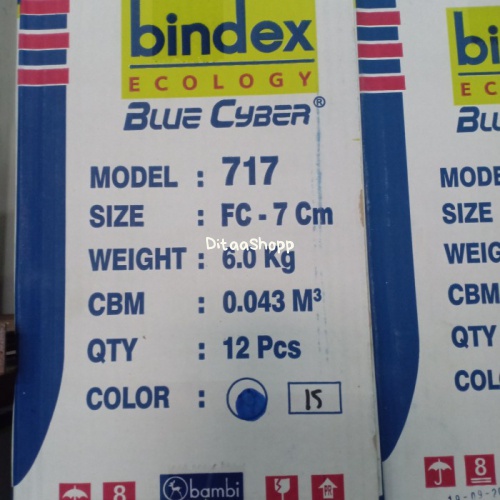 bindex
ECOLOGY
BLUE CYBER®
MODEL : 717
SIZE : FC - 7 Cm
DitaaShopp
WEIGHT : 6.0 Kg
CBM : 0.043 M³
QTY : 12 Pcs
COLOR : 15
8
bambi
bi
E C
BLU
MODE
SIZE
WEIG
CBM
QTY
COL
8